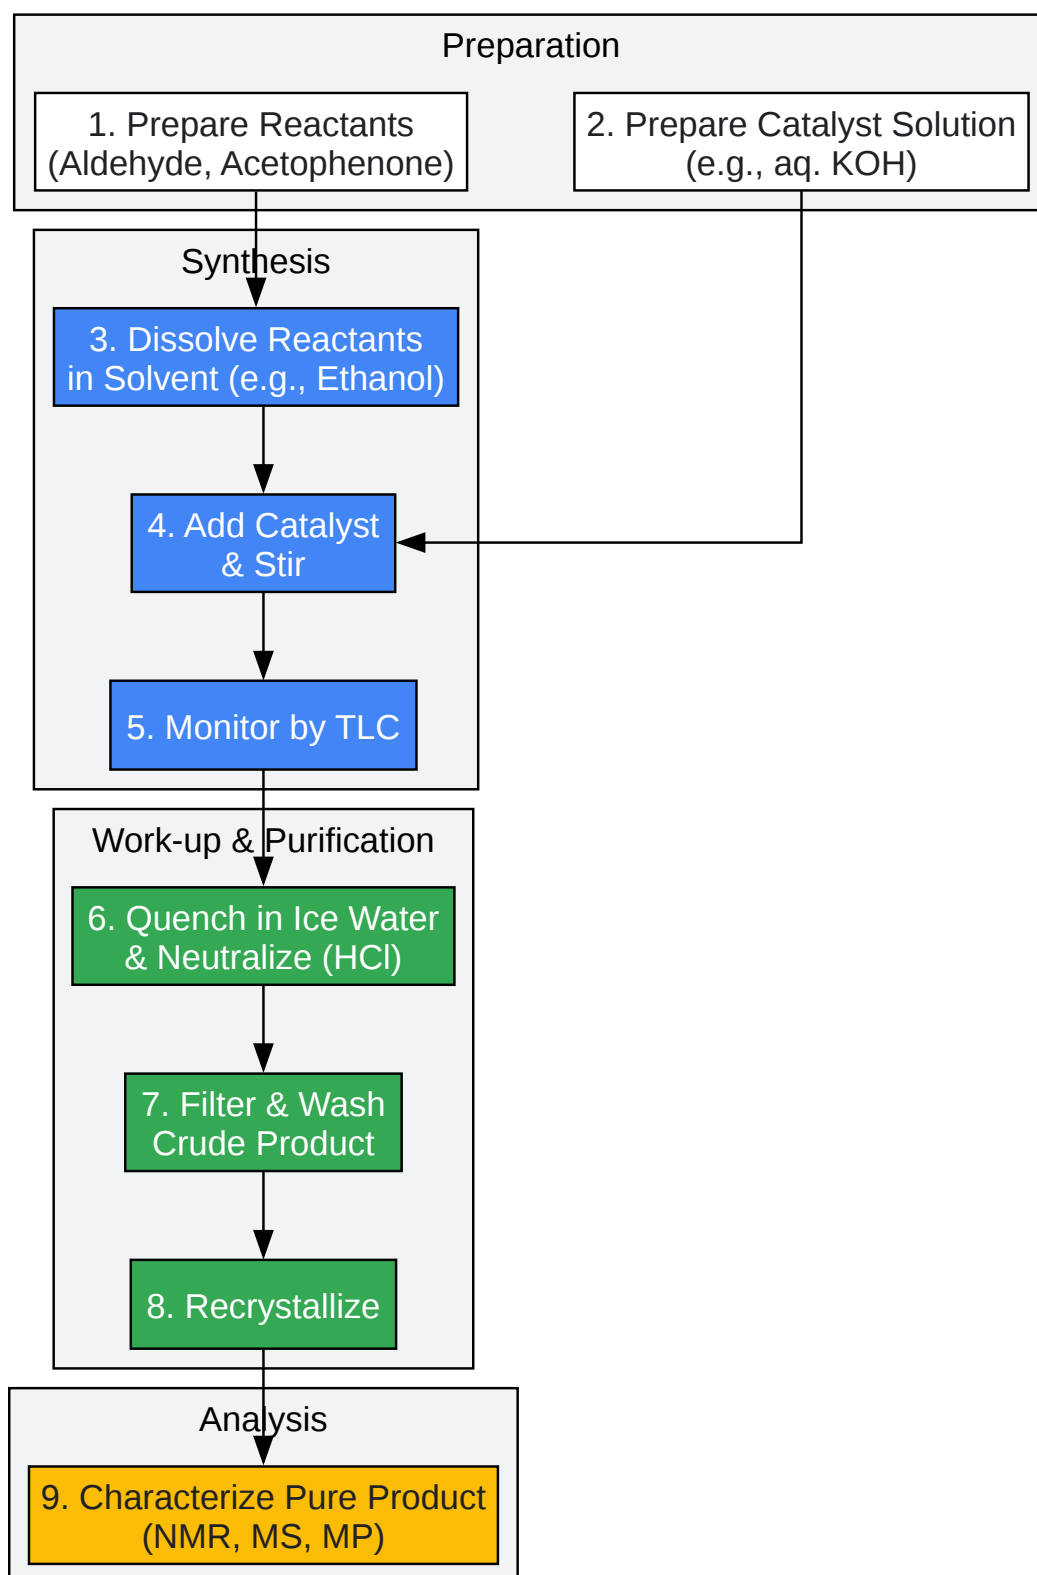 Preparation
1. Prepare Reactants
(Aldehyde, Acetophenone)
2. Prepare Catalyst Solution
(e.g., aq. KOH)
Synthesis
3. Dissolve Reactants
in Solvent (e.g., Ethanol)
4. Add Catalyst
& Stir
5. Monitor by TLC
Work-up & Purification
6. Quench in Ice Water
& Neutralize (HCl)
7. Filter & Wash
Crude Product
8. Recrystallize
Analysis
9. Characterize Pure Product
(NMR, MS, MP)